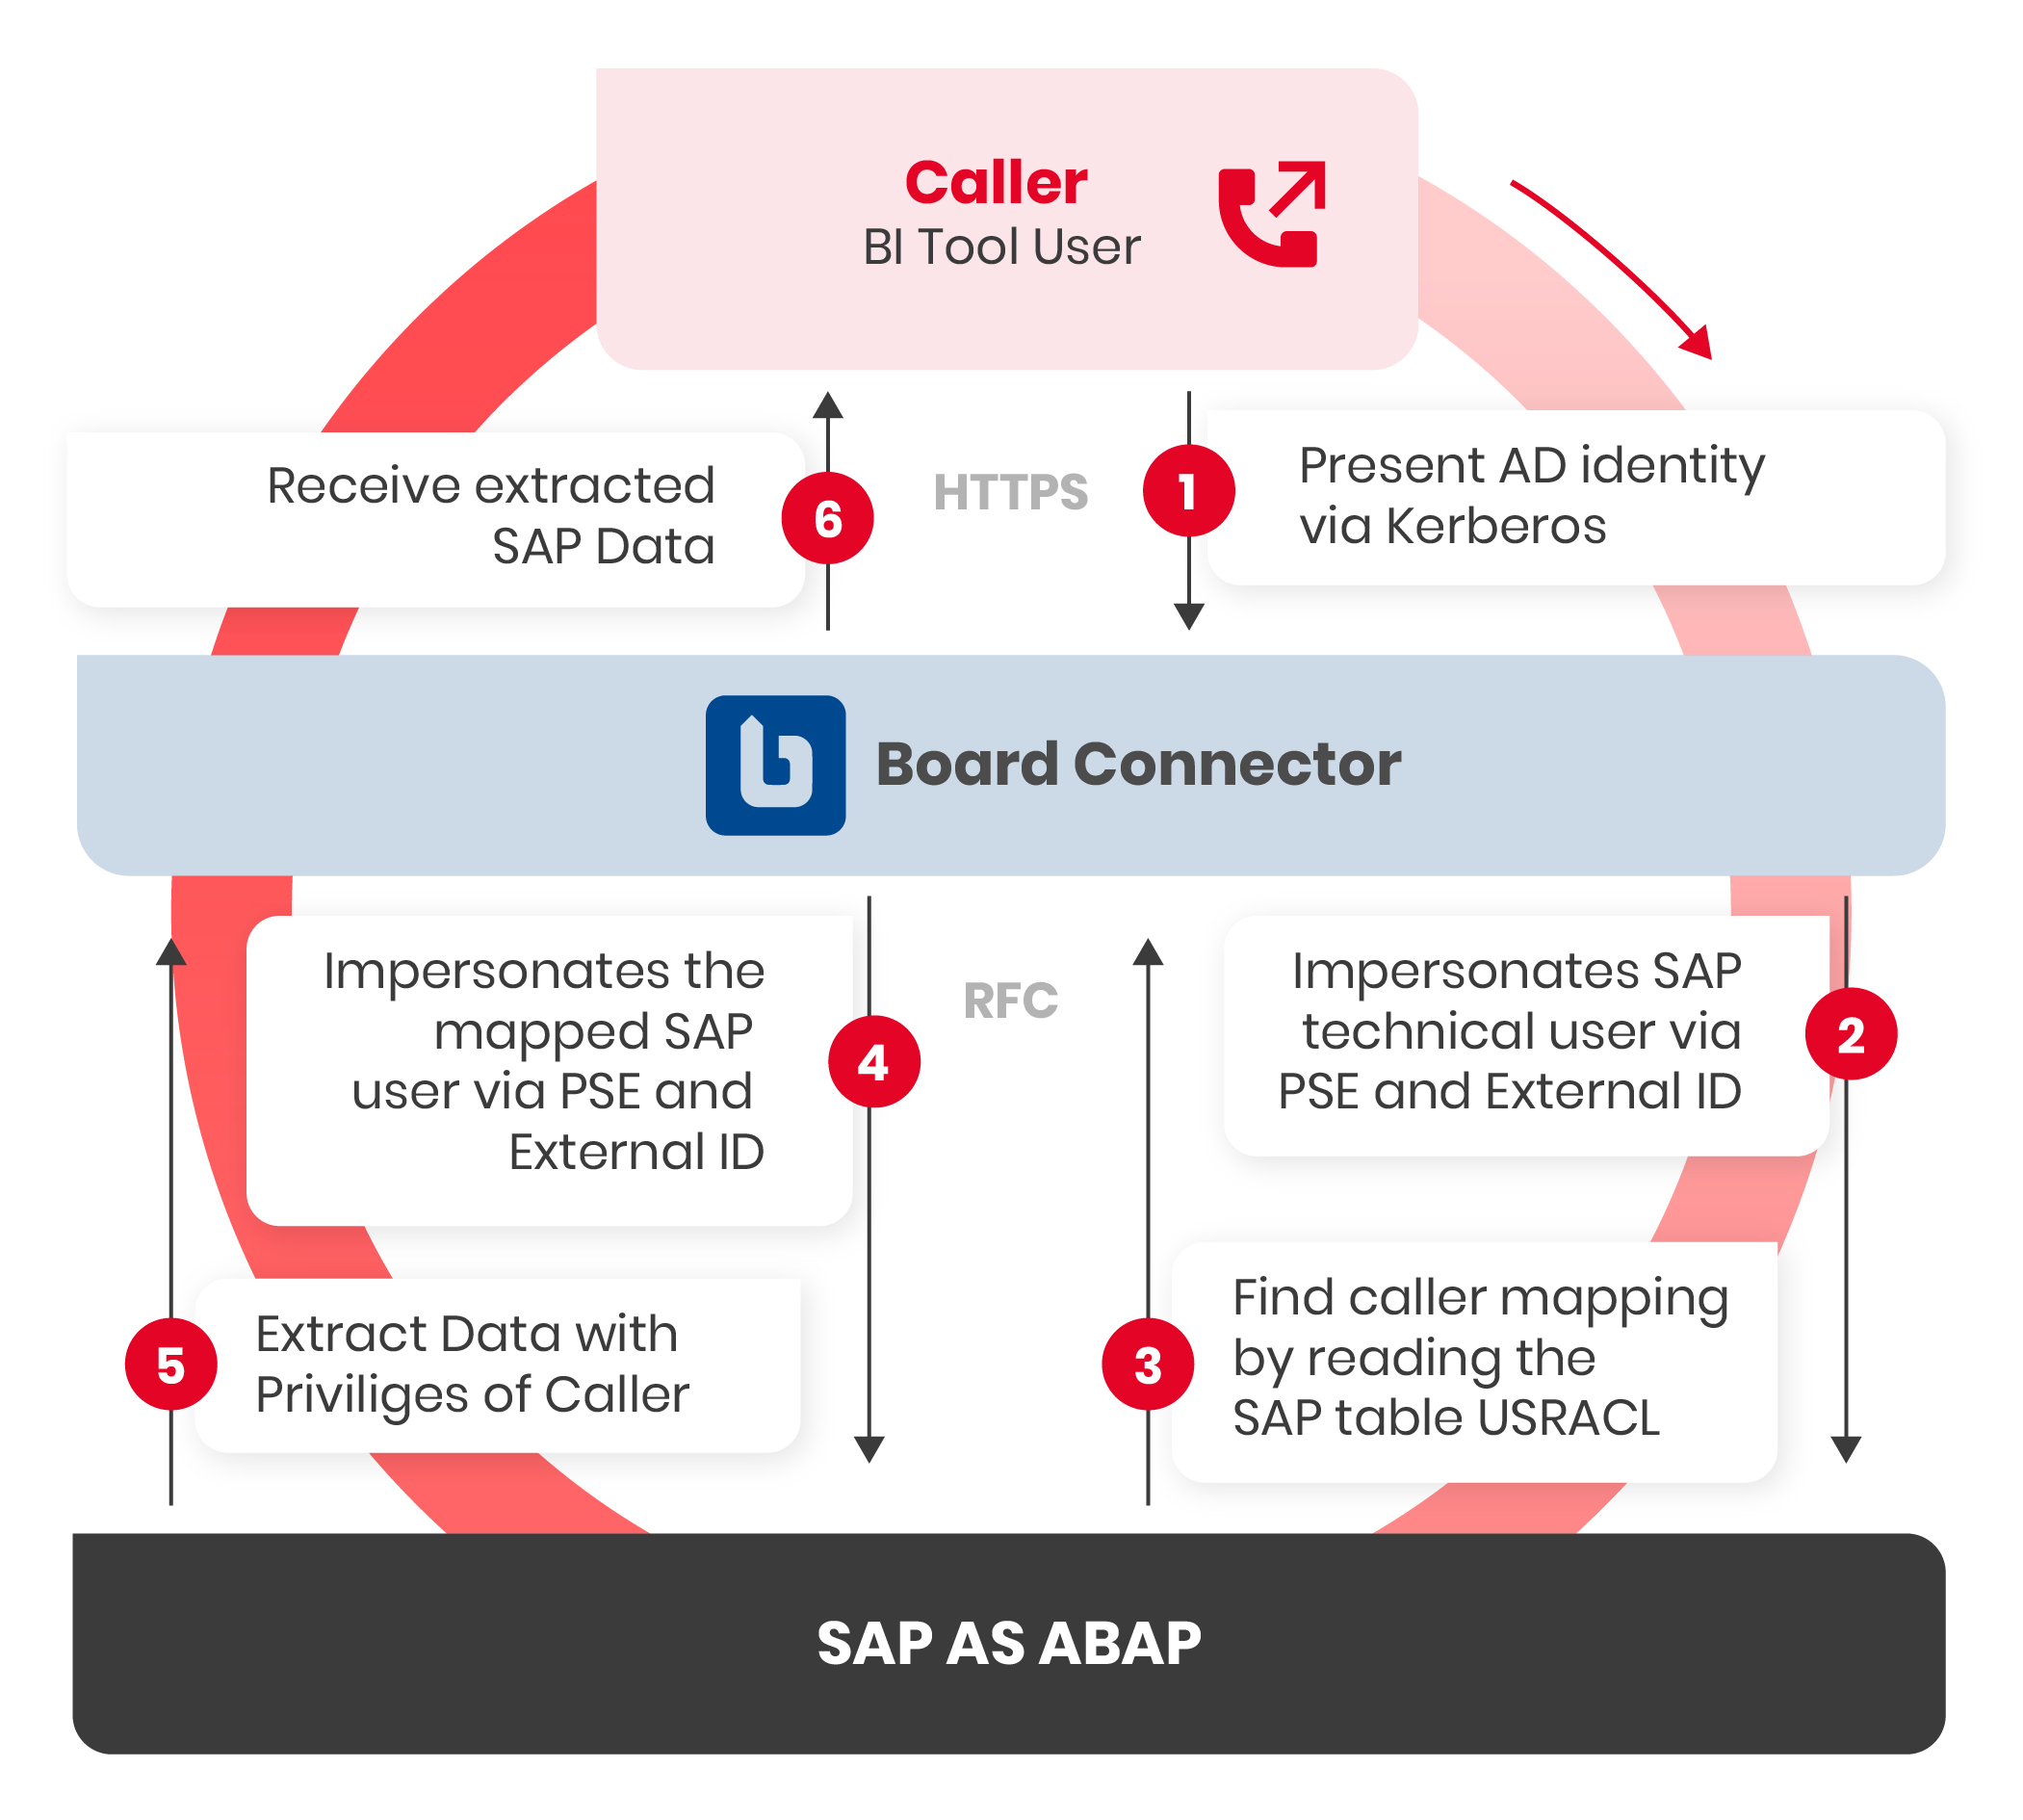 Caller
BI Tool User
Receive extracted
SAP Data
6
HTTPS
1
Present AD identity
via Kerberos
Board Connector
Impersonates the
mapped SAP
user via PSE and
External ID
4
RFC
Impersonates SAP
technical user via
PSE and External ID
2
5
Extract Data with
Priviliges of Caller
3
Find caller mapping
by reading the
SAP table USRACL
SAP AS ABAP